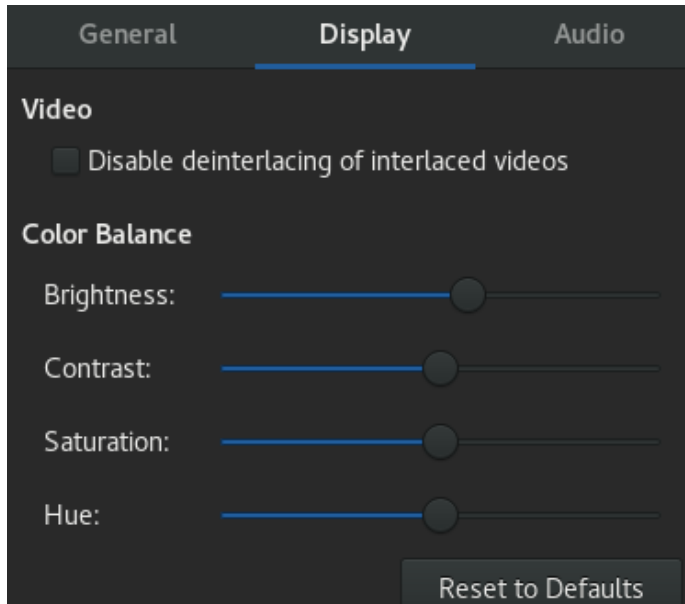 General Display Audio
Video
Disable deinterlacing of interlaced videos
Color Balance
Brightness:
Contrast:
Saturation:
Hue:
Reset to Defaults